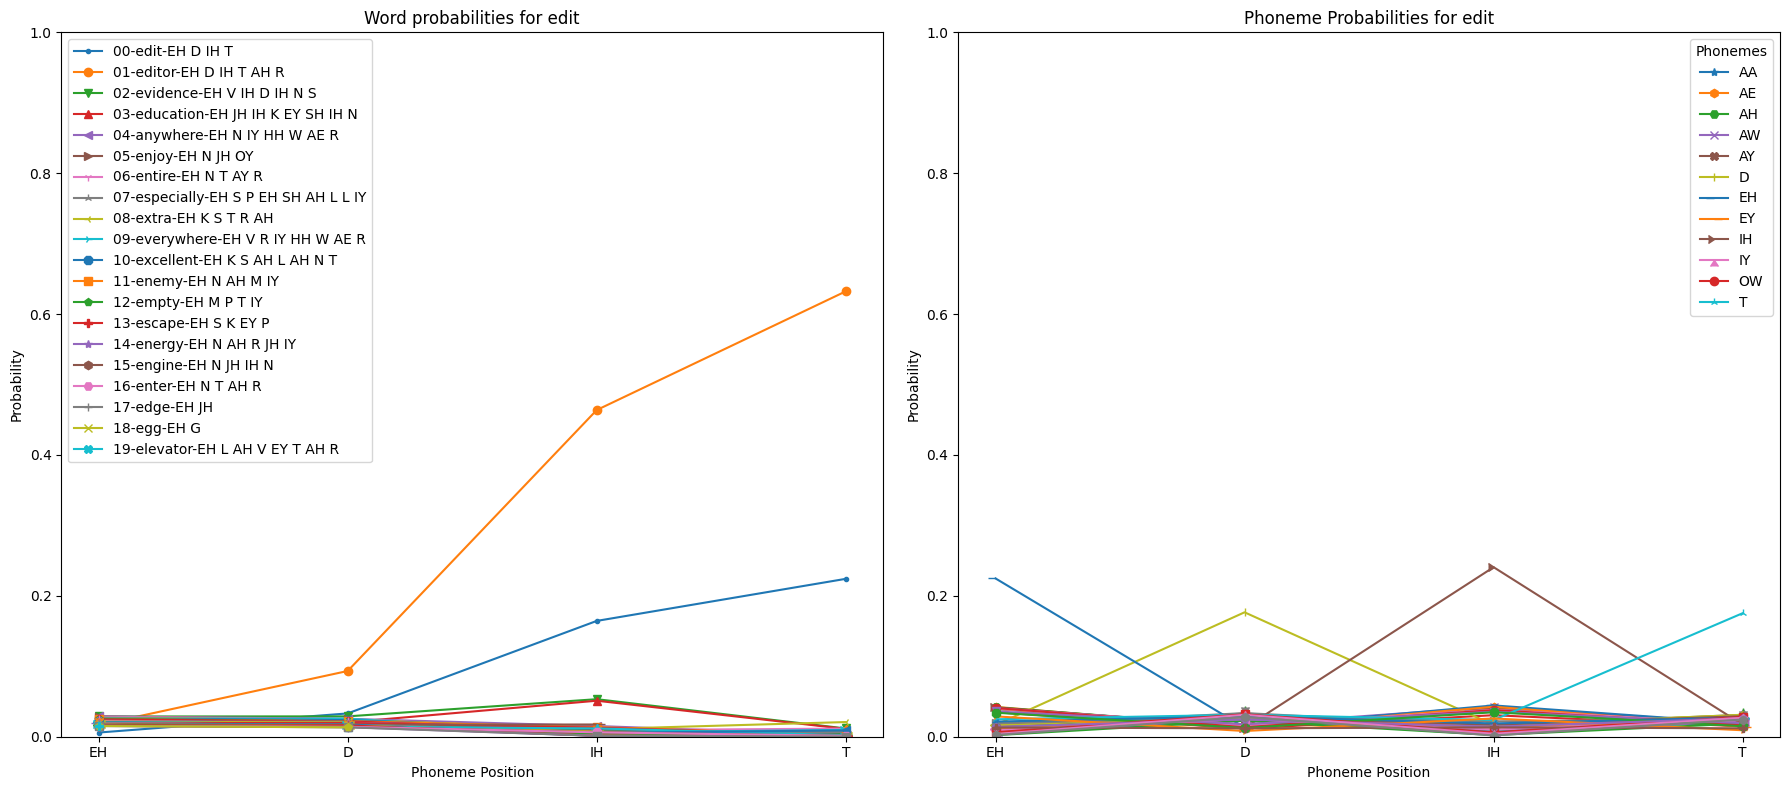 Word probabilities for edit
1.0
0.8
0.6
0.4
0.2
0.0
Probability
00-edit-EH D IH T
01-editor-EH D IH T AH R
02-evidence-EH V IH D IH N S
03-education-EH JH IH K EY SH IH N
04-anywhere-EH N IY HH W AE R
05-enjoy-EH N JH OY
06-entire-EH N T AY R
07-especially-EH S P EH SH AH L L IY
08-extra-EH K S T R AH
09-everywhere-EH V R IY HH W AE R
10-excellent-EH K S AH L AH N T
11-enemy-EH N AH M IY
12-empty-EH M P T IY
13-escape-EH S K EY P
14-energy-EH N AH R JH IY
15-engine-EH N JH IH N
16-enter-EH N T AH R
17-edge-EH JH
18-egg-EH G
19-elevator-EH L AH V EY T AH R
EH D IH T
Phoneme Position
Phoneme Probabilities for edit
1.0
0.8
0.6
0.4
0.2
0.0
Probability
Phonemes
AA
AE
AH
AW
AY
D
EH
EY
IH
IY
OW
T
EH D IH T
Phoneme Position